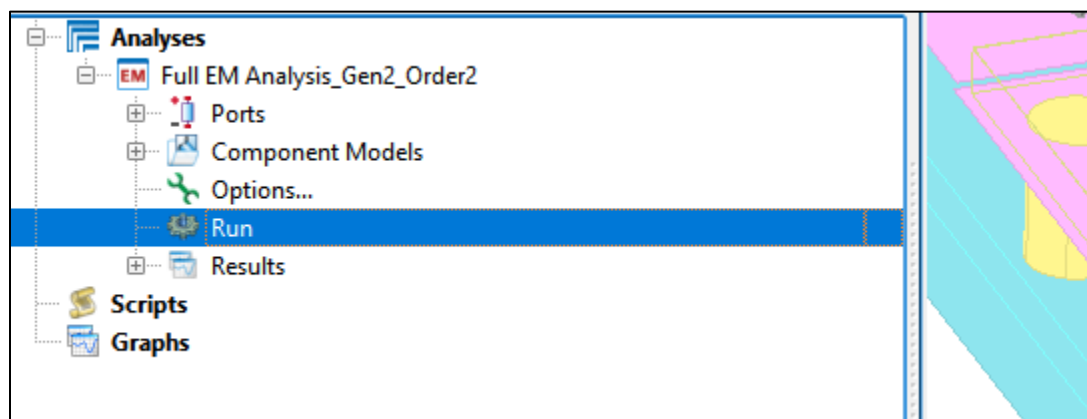 Analyses
EM Full EM Analysis_Gen2_Order2
Ports
Component Models
Options...
Run
Results
Scripts
Graphs